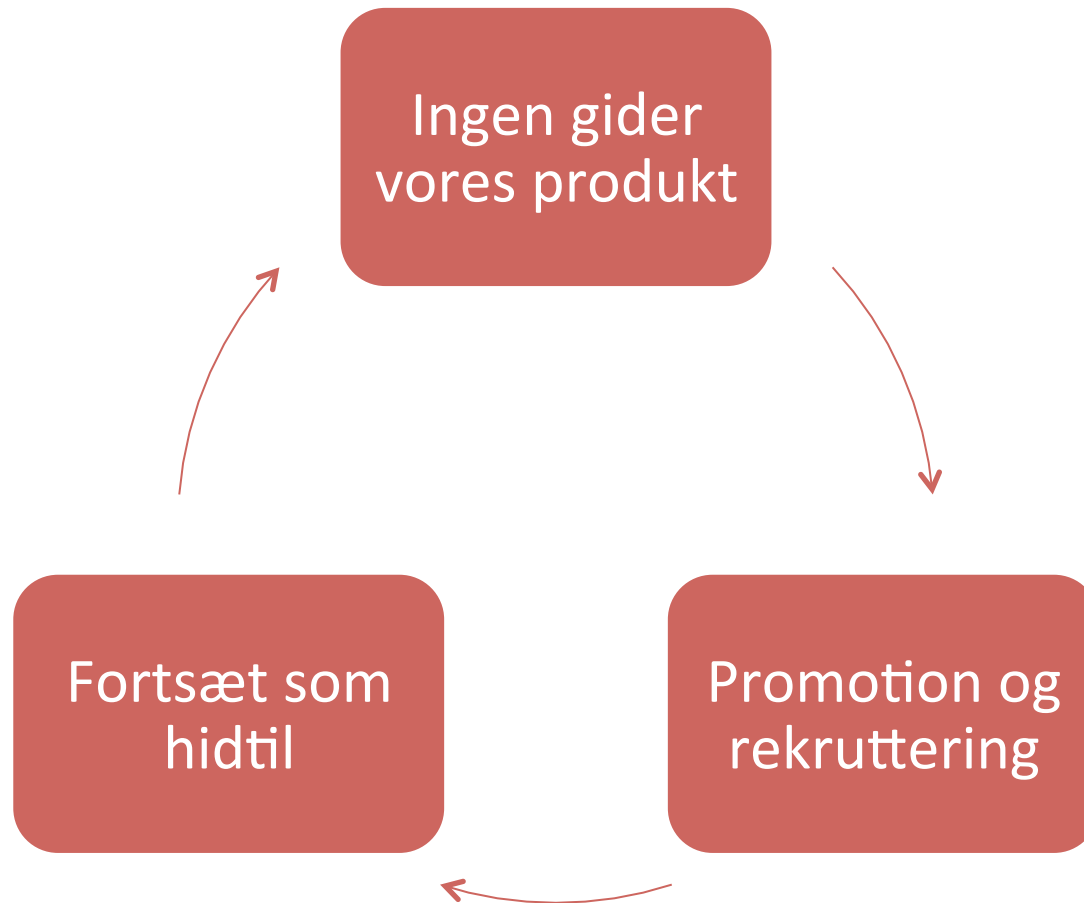 Ingen gider
vores produkt
Promotion og
rekruttering
Fortsæt som
hidtil